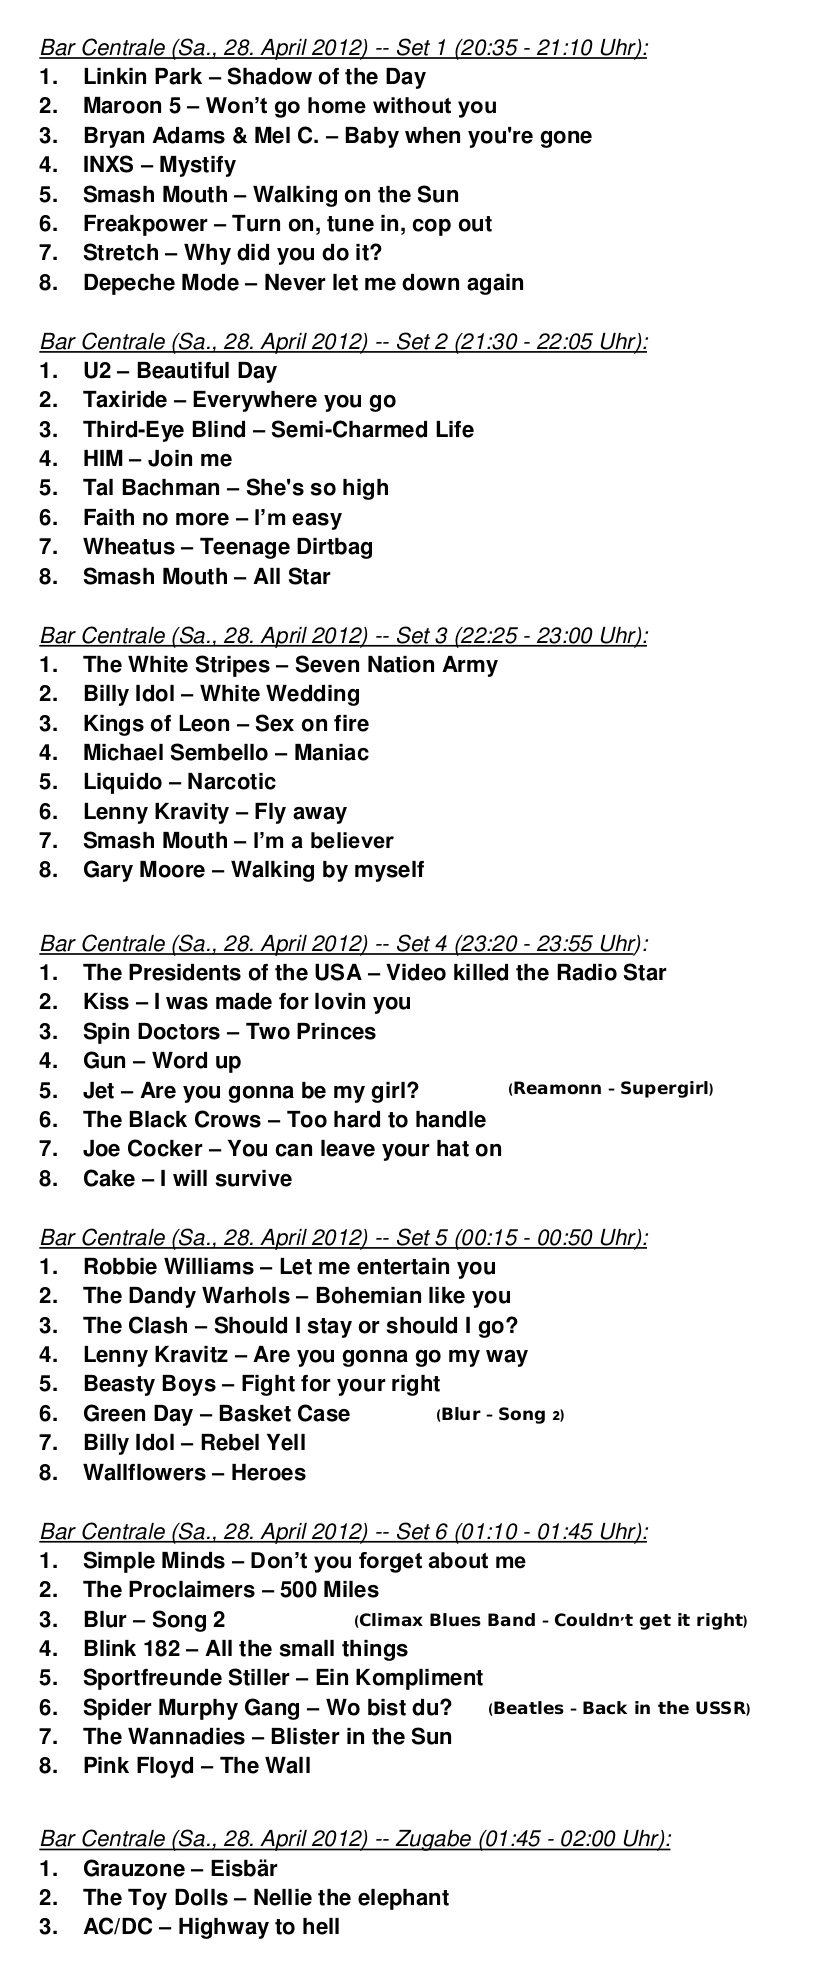 Bar Centrale (Sa., 28. April 2012) -- Set 1 (20:35 - 21:10 Uhr):
1. Linkin Park – Shadow of the Day
2. Maroon 5 – Won’t go home without you
3. Bryan Adams & Mel C. – Baby when you're gone
4. INXS – Mystify
5. Smash Mouth – Walking on the Sun
6. Freakpower – Turn on, tune in, cop out
7. Stretch – Why did you do it?
8. Depeche Mode – Never let me down again
Bar Centrale (Sa., 28. April 2012) -- Set 2 (21:30 - 22:05 Uhr):
1. U2 – Beautiful Day
2. Taxiride – Everywhere you go
3. Third-Eye Blind – Semi-Charmed Life
4. HIM – Join me
5. Tal Bachman – She's so high
6. Faith no more – I’m easy
7. Wheatus – Teenage Dirtbag
8. Smash Mouth – All Star
Bar Centrale (Sa., 28. April 2012) -- Set 3 (22:25 - 23:00 Uhr):
1. The White Stripes – Seven Nation Army
2. Billy Idol – White Wedding
3. Kings of Leon – Sex on fire
4. Michael Sembello – Maniac
5. Liquido – Narcotic
6. Lenny Kravity – Fly away
7. Smash Mouth – I’m a believer
8. Gary Moore – Walking by myself
Bar Centrale (Sa., 28. April 2012) -- Set 4 (23:20 - 23:55 Uhr):
1. The Presidents of the USA – Video killed the Radio Star
2. Kiss – I was made for lovin you
3. Spin Doctors – Two Princes
4. Gun – Word up
5. Jet – Are you gonna be my girl? (Reamonn - Supergirl)
6. The Black Crows – Too hard to handle
7. Joe Cocker – You can leave your hat on
8. Cake – I will survive
Bar Centrale (Sa., 28. April 2012) -- Set 5 (00:15 - 00:50 Uhr):
1. Robbie Williams – Let me entertain you
2. The Dandy Warhols – Bohemian like you
3. The Clash – Should I stay or should I go?
4. Lenny Kravitz – Are you gonna go my way
5. Beasty Boys – Fight for your right
6. Green Day – Basket Case (Blur - Song 2)
7. Billy Idol – Rebel Yell
8. Wallflowers – Heroes
Bar Centrale (Sa., 28. April 2012) -- Set 6 (01:10 - 01:45 Uhr):
1. Simple Minds – Don’t you forget about me
2. The Proclaimers – 500 Miles
3. Blur – Song 2 (Climax Blues Band - Couldn't get it right)
4. Blink 182 – All the small things
5. Sportfreunde Stiller – Ein Kompliment
6. Spider Murphy Gang – Wo bist du? (Beatles - Back in the USSR)
7. The Wannadies – Blister in the Sun
8. Pink Floyd – The Wall
Bar Centrale (Sa., 28. April 2012) -- Zugabe (01:45 - 02:00 Uhr):
1. Grauzone – Eisbär
2. The Toy Dolls – Nellie the elephant
3. AC/DC – Highway to hell